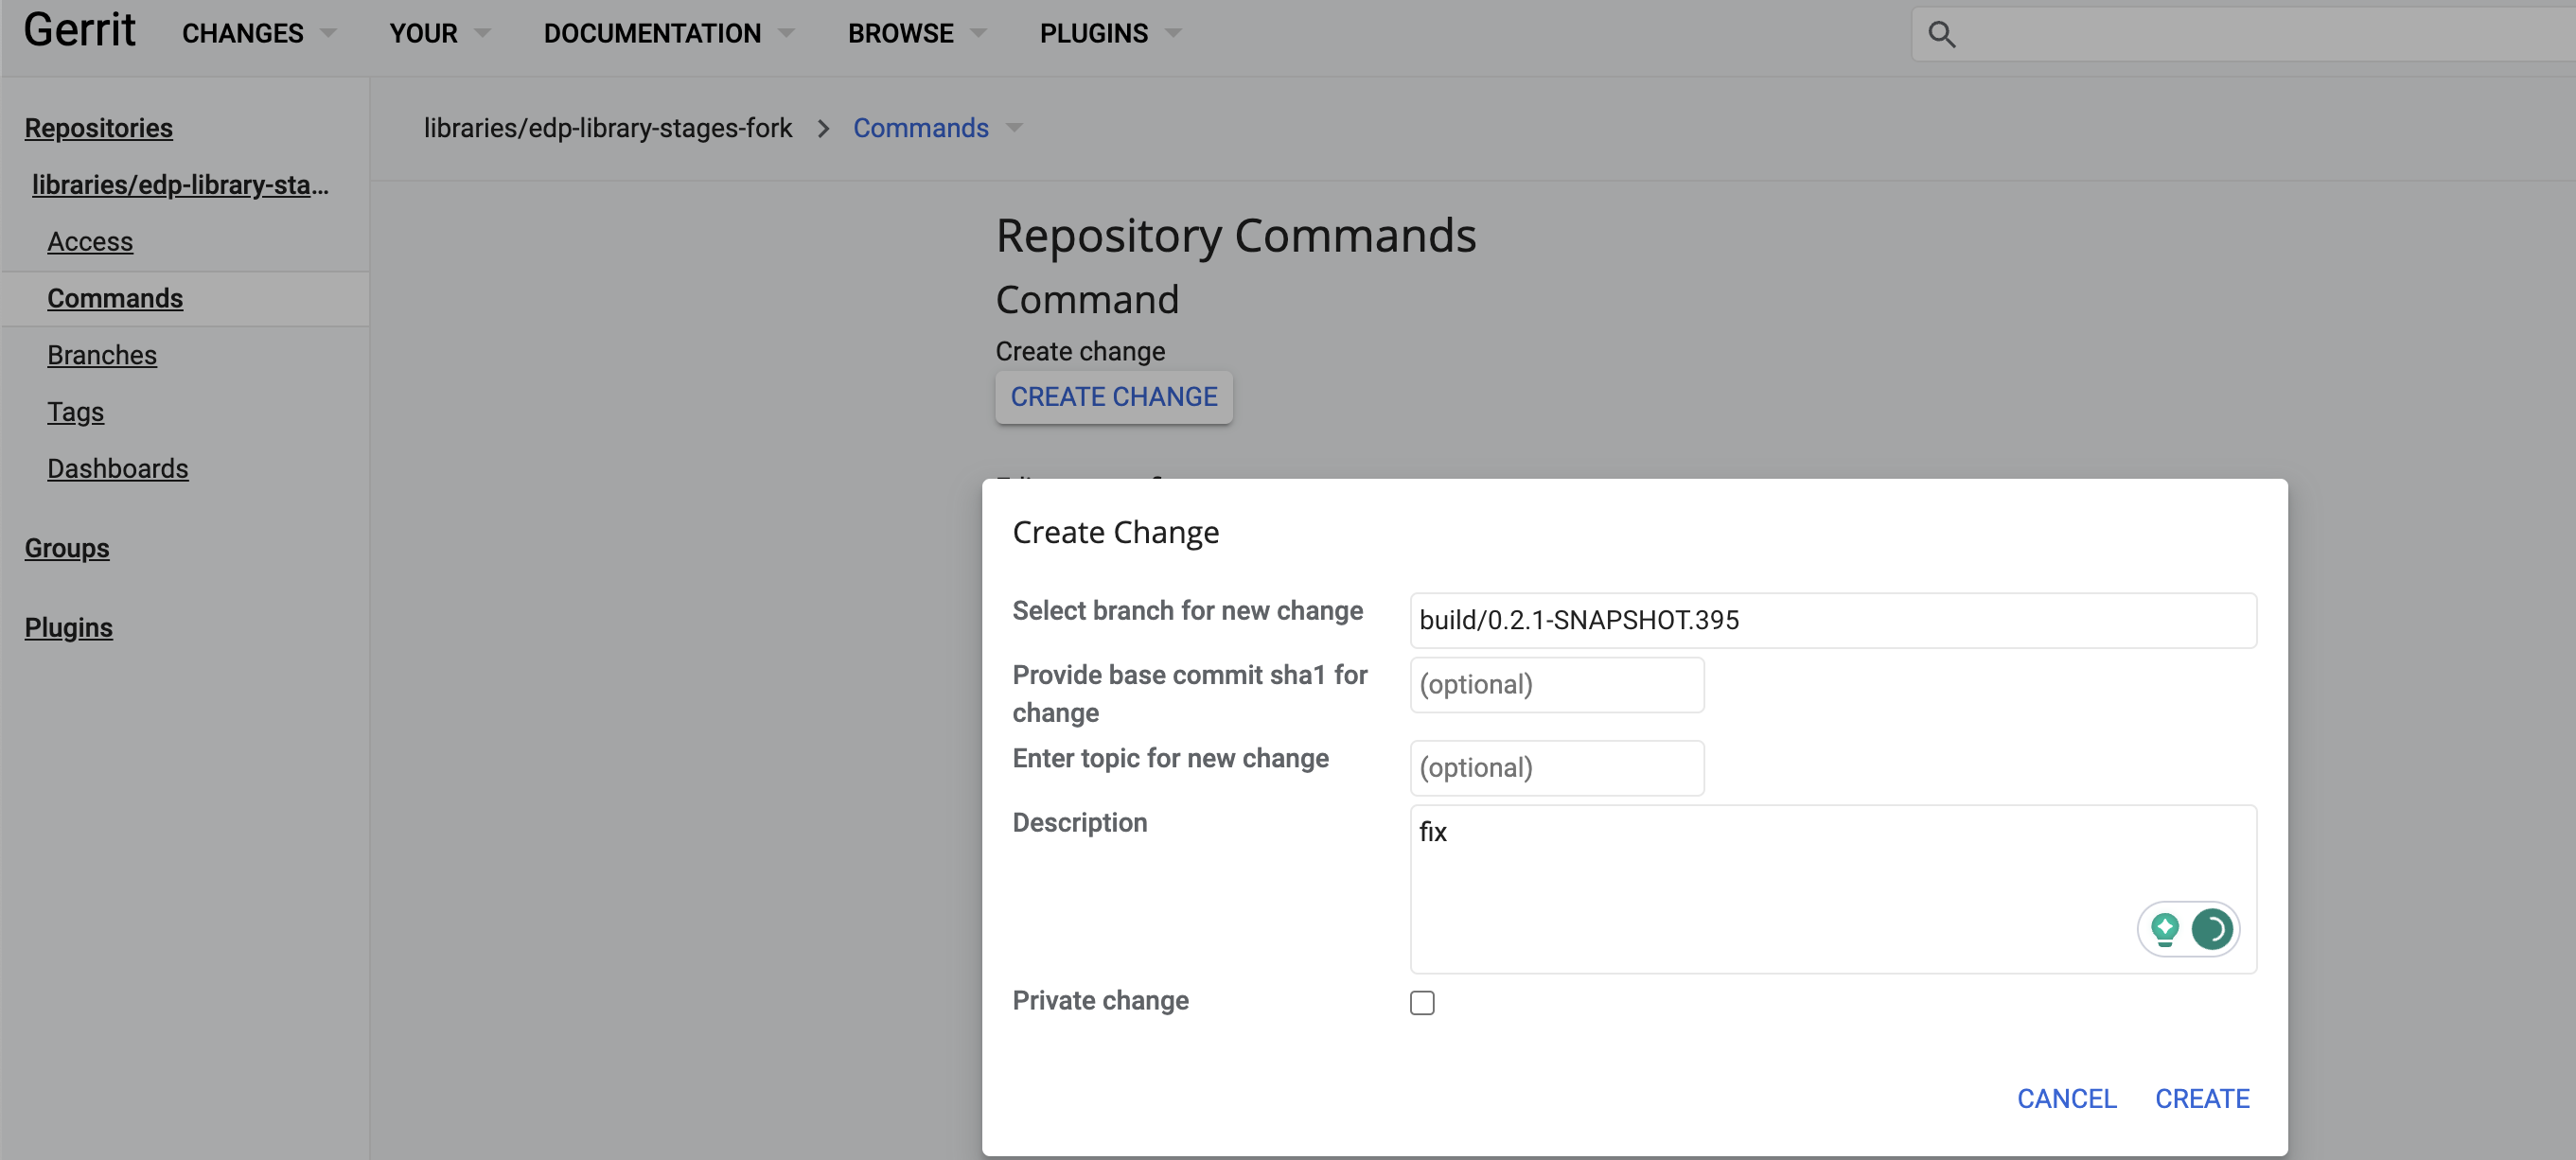 Gerrit CHANGES YOUR DOCUMENTATION BROWSE PLUGINS
Repositories
libraries/edp-library-sta...
Access
Commands
Branches
Tags
Dashboards
Groups
Plugins
libraries/edp-library-stages-fork > Commands
Repository Commands
Command
Create change
CREATE CHANGE
Create Change
Select branch for new change build/0.2.1-SNAPSHOT.395
Provide base commit sha1 for
change
(optional)
Enter topic for new change (optional)
Description fix
Private change
CANCEL CREATE